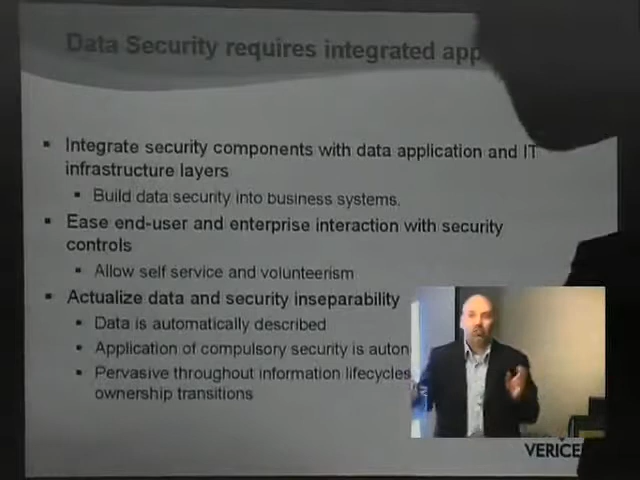 Data Security requires integrated app
▪ Integrate security components with data application and IT
infrastructure layers
▪ Build data security into business systems.
▪ Ease end-user and enterprise interaction with security
controls
▪ Allow self service and volunteerism
▪ Actualize data and security inseparability
▪ Data is automatically described
▪ Application of compulsory security is auton
▪ Pervasive throughout information lifecycles
ownership transitions
VERICE